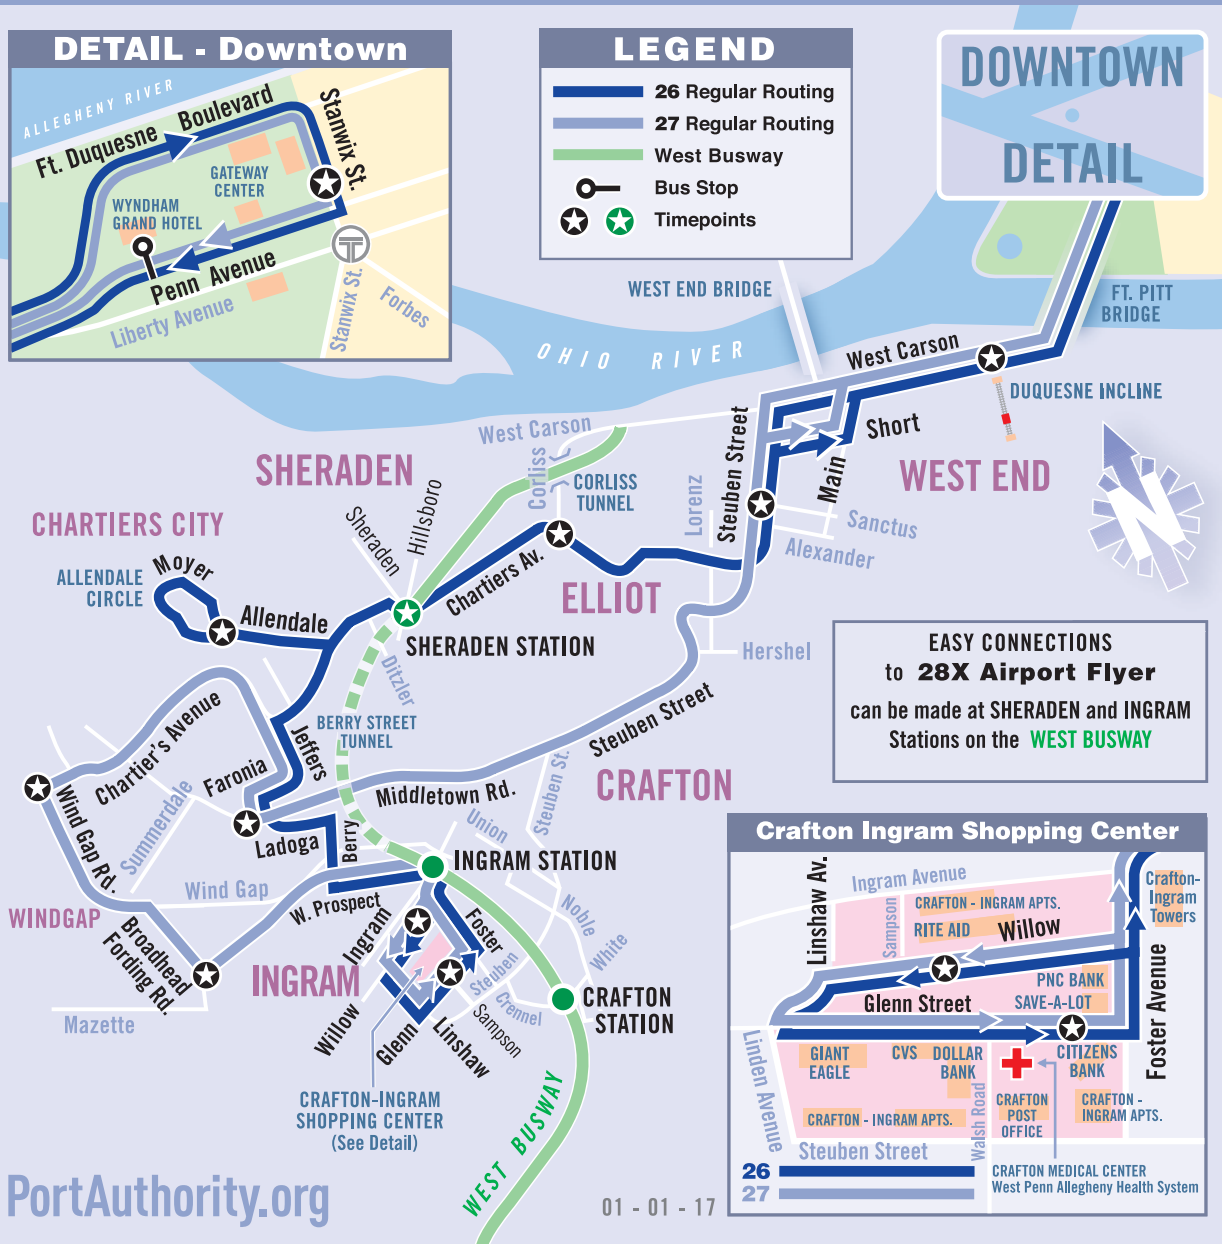 DETAIL - Downtown
ALLEGHENY RIVER
Ft. Duquesne Boulevard
Stanwix St.
GATEWAY
CENTER
WYNDHAM
GRAND HOTEL
Penn Avenue
Liberty Avenue
Stanwix St.
Forbes
T
LEGEND
26 Regular Routing
27 Regular Routing
West Busway
Bus Stop
Timepoints
DOWNTOWN
DETAIL
WEST END BRIDGE
FT. PITT
BRIDGE
OHIO RIVER
West Carson
DUQUESNE INCLINE
Short
WEST END
Main
Steuben Street
Sanctus
Alexander
Lorenz
West Carson
Corliss
CORLISS
TUNNEL
SHERADEN
Sheraden
Hillsboro
CHARTIERS CITY
ALLENDALE
CIRCLE
Moyer
Allendale
Chartiers Av.
ELLIOT
SHERADEN STATION
Hershel
N
Ditzler
BERRY STREET
TUNNEL
Jeffers
Chartier's Avenue
Faronia
Steuben Street
CRAFTON
Middletown Rd.
Steuben St.
Union
Wind Gap Rd.
Summerdale
Ladoga
Berry
INGRAM STATION
Wind Gap
W. Prospect
WINDGAP
Broadhead
Fording Rd.
Mazette
INGRAM
Ingram
Foster
Noble
White
Steuben
Crennel
Sampson
Willow
Glenn
Linshaw
CRAFTON
STATION
CRAFTON-INGRAM
SHOPPING CENTER
(See Detail)
WEST BUSWAY
EASY CONNECTIONS
to 28X Airport Flyer
can be made at SHERADEN and INGRAM
Stations on the WEST BUSWAY
Crafton Ingram Shopping Center
Linshaw Av.
Ingram Avenue
Sampson
CRAFTON - INGRAM APTS.
RITE AID
Willow
Crafton-
Ingram
Towers
PNC BANK
SAVE-A-LOT
Glenn Street
Foster Avenue
Linden Avenue
GIANT
EAGLE
CVS
DOLLAR
BANK
CITIZENS
BANK
CRAFTON
POST
OFFICE
CRAFTON -
INGRAM APTS.
CRAFTON - INGRAM APTS.
Walsh Road
Steuben Street
26
27
CRAFTON MEDICAL CENTER
West Penn Allegheny Health System
PortAuthority.org
01 - 01 - 17